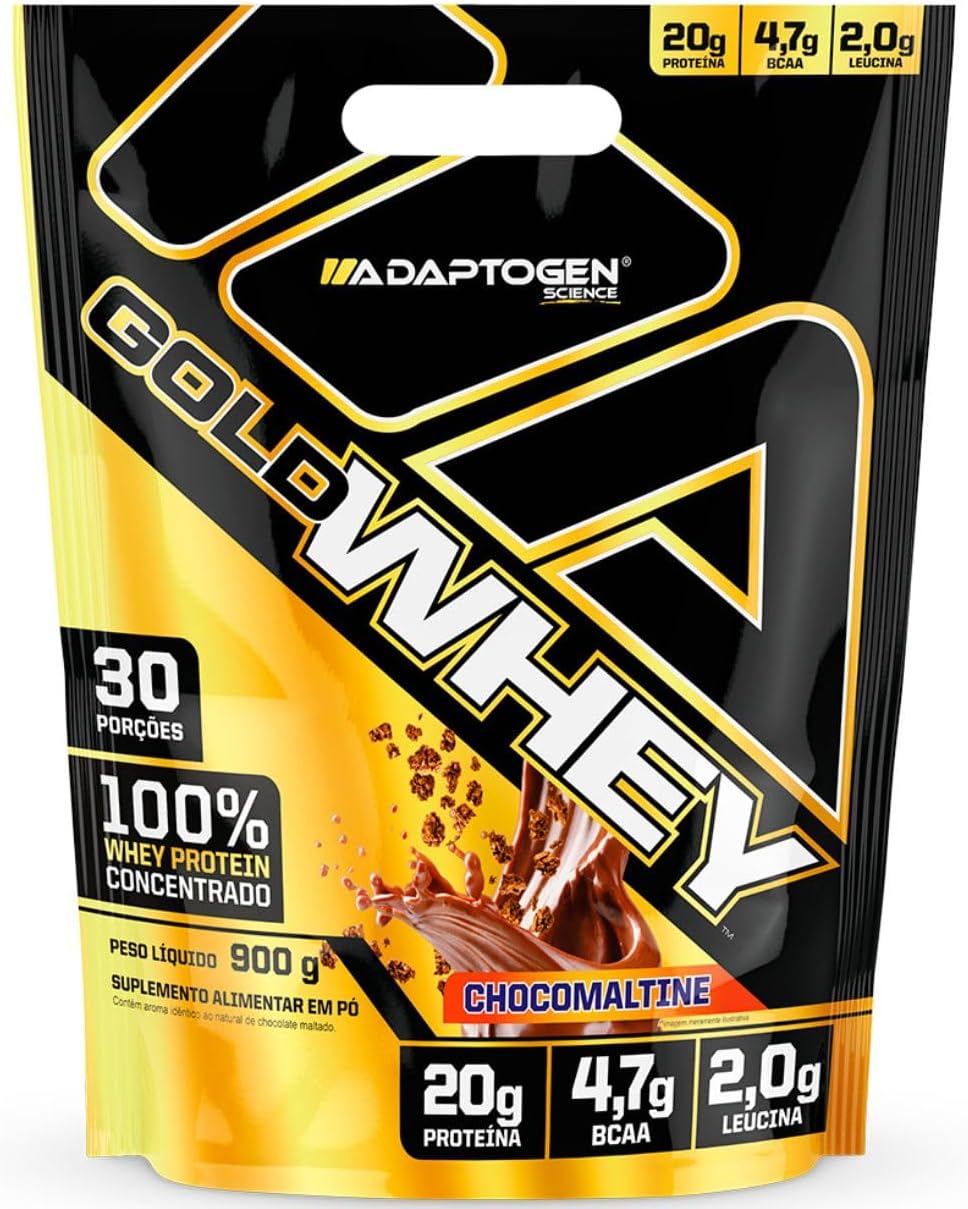 20g
PROTEÍNA
4,7g
BCAA
2,0g
LEUCINA
ADAPTOGEN®
SCIENCE
GOLD
WHEY
™
30
PORÇÕES
100%
WHEY PROTEIN
CONCENTRADO
PESO LÍQUIDO 900 g
SUPLEMENTO ALIMENTAR EM PÓ
Contém aroma idêntico ao natural de chocolate maltado.
CHOCOMALTINE
*Imagem meramente ilustrativa
20g
PROTEÍNA
4,7g
BCAA
2,0g
LEUCINA